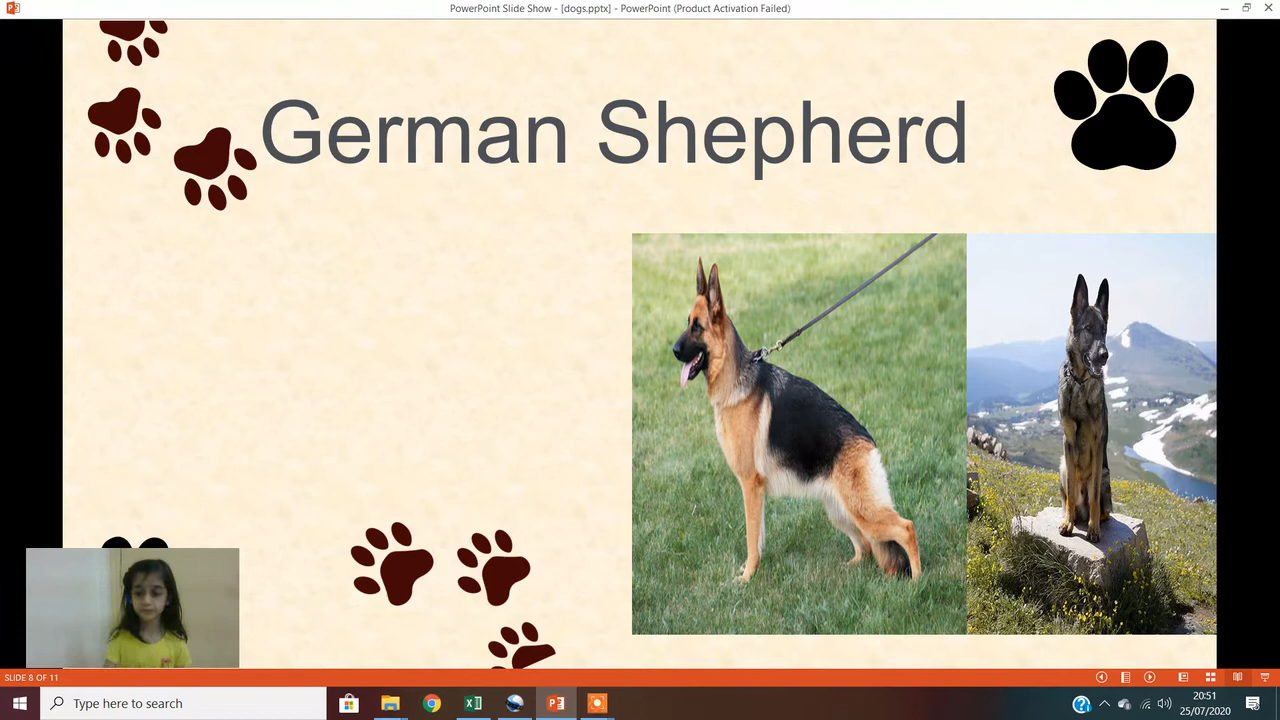 PowerPoint Slide Show - [dogs.pptx] - PowerPoint (Product Activation Failed)
German Shepherd
SLIDE 8 OF 11
Type here to search
20:51
25/07/2020